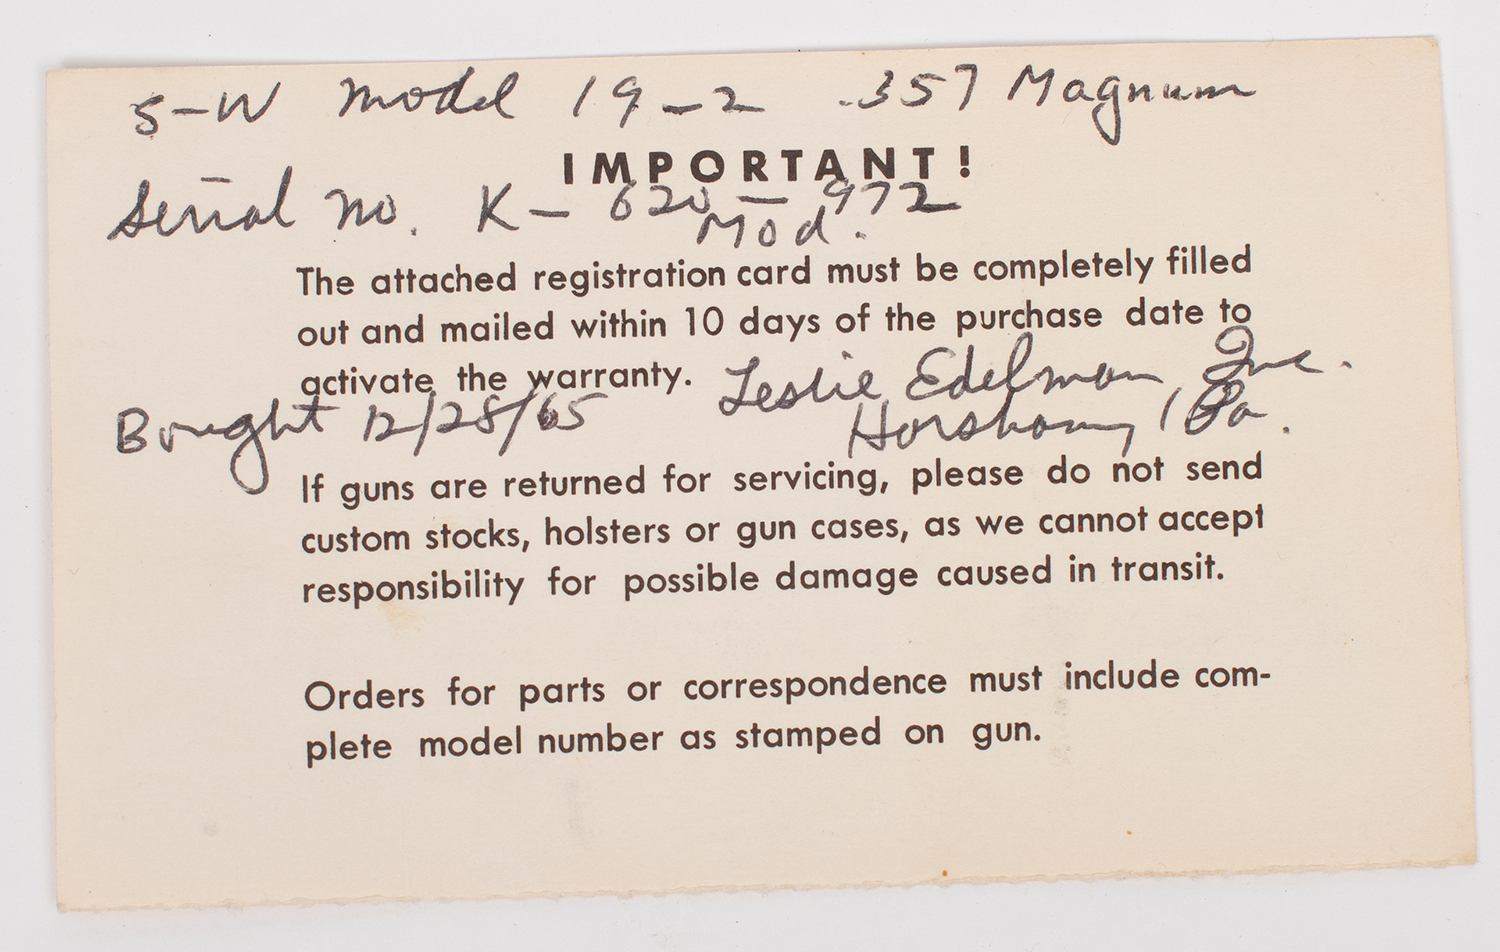 S-W Model 19-2 .357 Magnum
IMPORTANT!
Serial no. K-620-972
Mod.
The attached registration card must be completely filled
out and mailed within 10 days of the purchase date to
activate the warranty. Leslie Edelman, Inc.
Bought 12/28/65 Horsham, Pa.
If guns are returned for servicing, please do not send
custom stocks, holsters or gun cases, as we cannot accept
responsibility for possible damage caused in transit.
Orders for parts or correspondence must include com-
plete model number as stamped on gun.